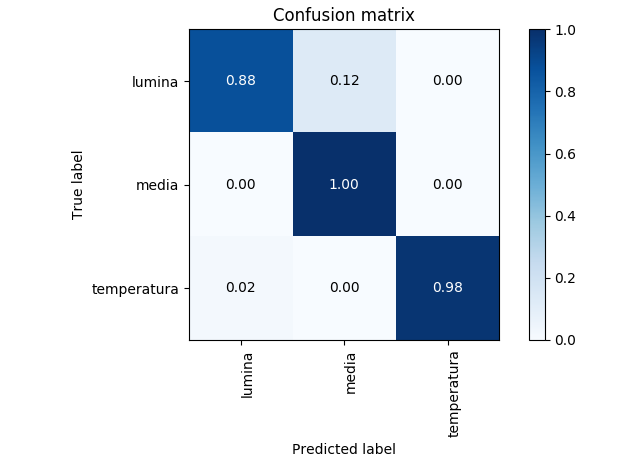 Confusion matrix
True label
lumina
0.88
0.12
0.00
media
0.00
1.00
0.00
temperatura
0.02
0.00
0.98
lumina
media
temperatura
Predicted label
1.0
0.8
0.6
0.4
0.2
0.0